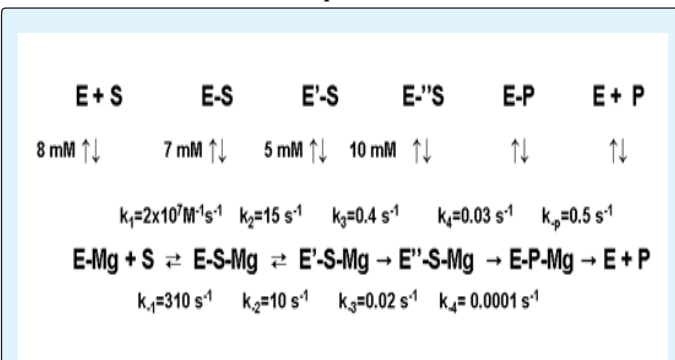 E + S E-S E'-S E-''S E-P E + P
8 mM ↑↓ 7 mM ↑↓ 5 mM ↑↓ 10 mM ↑↓ ↑↓ ↑↓
k₁=2x10⁷M⁻¹s⁻¹ k₂=15 s⁻¹ k₃=0.4 s⁻¹ k₄=0.03 s⁻¹ k₋ₚ=0.5 s⁻¹
E-Mg + S ⇄ E-S-Mg ⇄ E'-S-Mg → E''-S-Mg → E-P-Mg → E + P
k₋₁=310 s⁻¹ k₋₂=10 s⁻¹ k₋₃=0.02 s⁻¹ k₋₄= 0.0001 s⁻¹